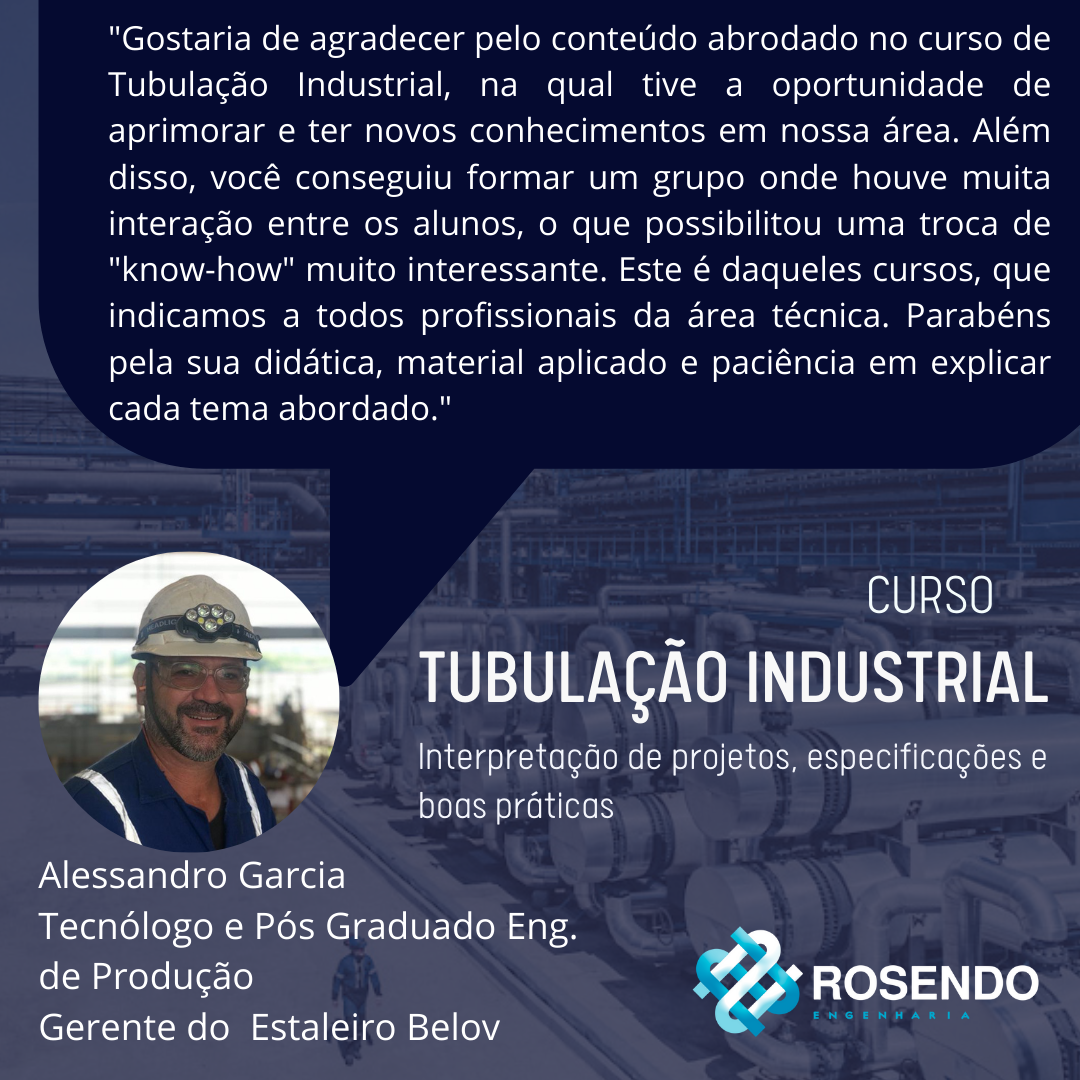 "Gostaria de agradecer pelo conteúdo abrodado no curso de
Tubulação Industrial, na qual tive a oportunidade de
aprimorar e ter novos conhecimentos em nossa área. Além
disso, você conseguiu formar um grupo onde houve muita
interação entre os alunos, o que possibilitou uma troca de
"know-how" muito interessante. Este é daqueles cursos, que
indicamos a todos profissionais da área técnica. Parabéns
pela sua didática, material aplicado e paciência em explicar
cada tema abordado."
CURSO
TUBULAÇÃO INDUSTRIAL
Interpretação de projetos, especificações e
boas práticas
Alessandro Garcia
Tecnólogo e Pós Graduado Eng.
de Produção
Gerente do Estaleiro Belov
ROSENDO
ENGENHARIA